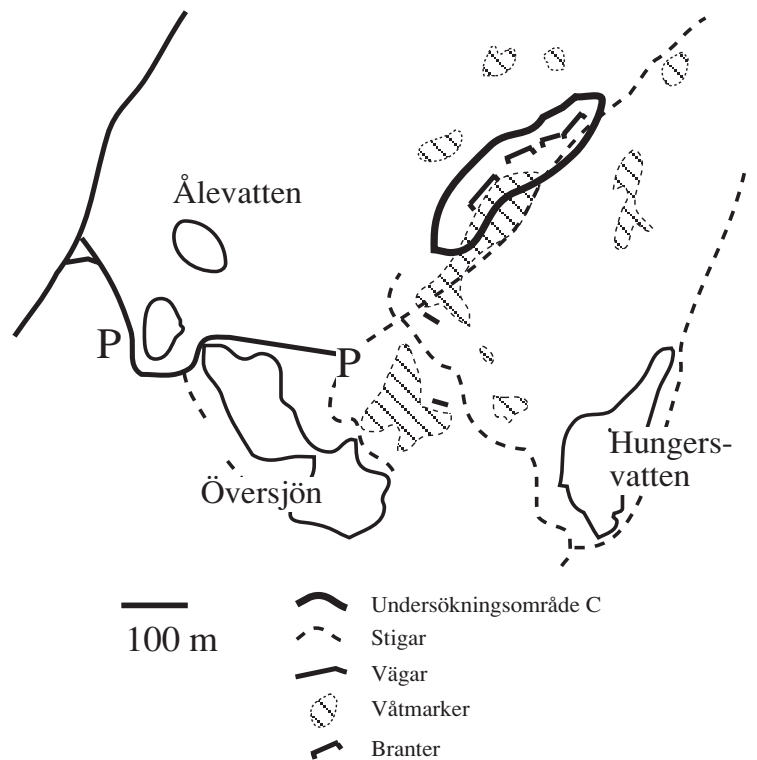 Ålevatten
P
P
Hungers-
vatten
Översjön
100 m
Undersökningsområde C
Stigar
Vägar
Våtmarker
Branter